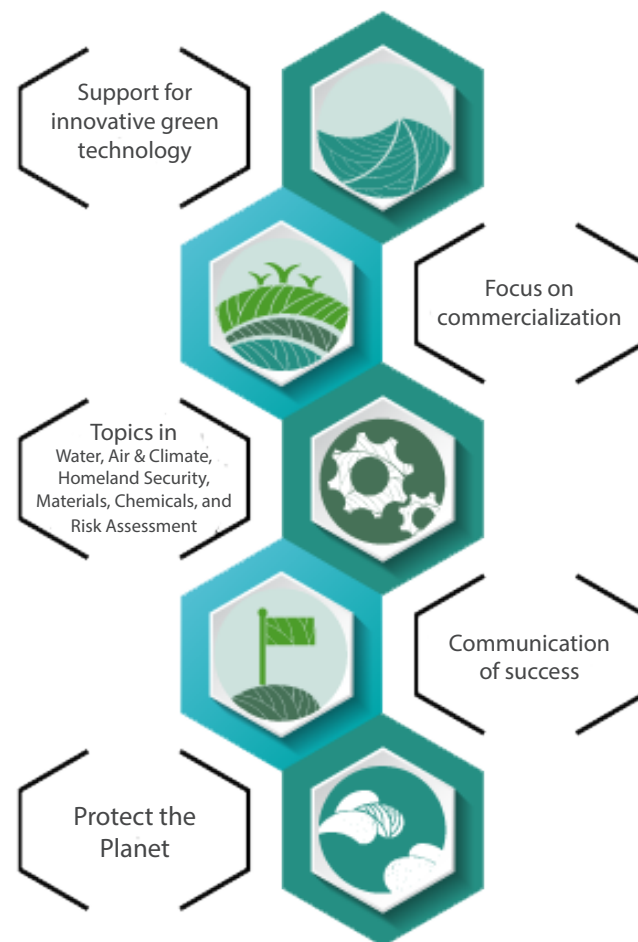 Support for
innovative green
technology
Focus on
commercialization
Topics in
Water, Air & Climate,
Homeland Security,
Materials, Chemicals, and
Risk Assessment
Communication
of success
Protect the
Planet